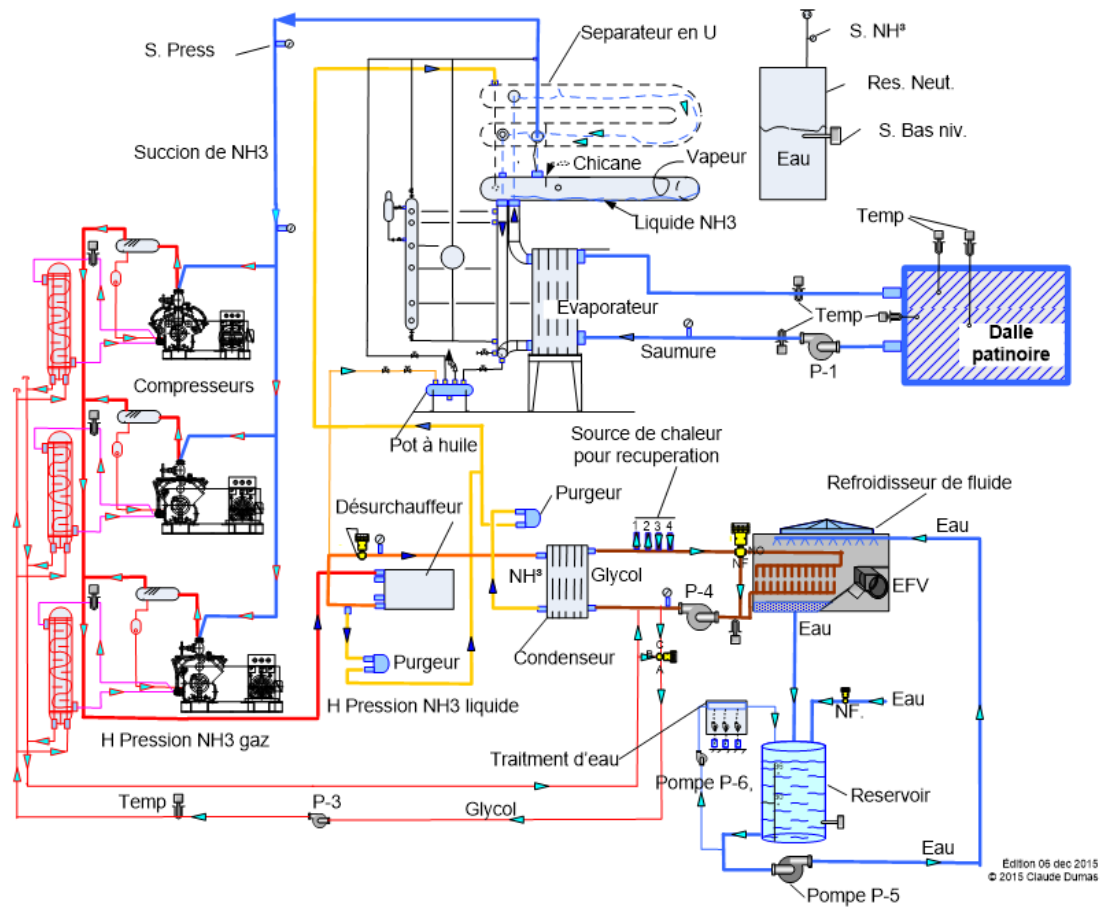 S. Press
Separateur en U
S. NH³
Res. Neut.
S. Bas niv.
Eau
Succion de NH3
Chicane
Vapeur
Liquide NH3
Temp
Evaporateur
Temp
Dalle
patinoire
Saumure
P-1
Compresseurs
Pot à huile
Source de chaleur
pour recuperation
1 2 3 4
Refroidisseur de fluide
Eau
Purgeur
Désurchauffeur
NO
NF
NH³
Glycol
EFV
P-4
Eau
Condenseur
C
B
A
Purgeur
H Pression NH3 liquide
Eau
NF.
H Pression NH3 gaz
Traitment d'eau
Pompe P-6,
Reservoir
Temp
P-3
Glycol
Eau
Pompe P-5
Édition 06 dec 2015
© 2015 Claude Dumas